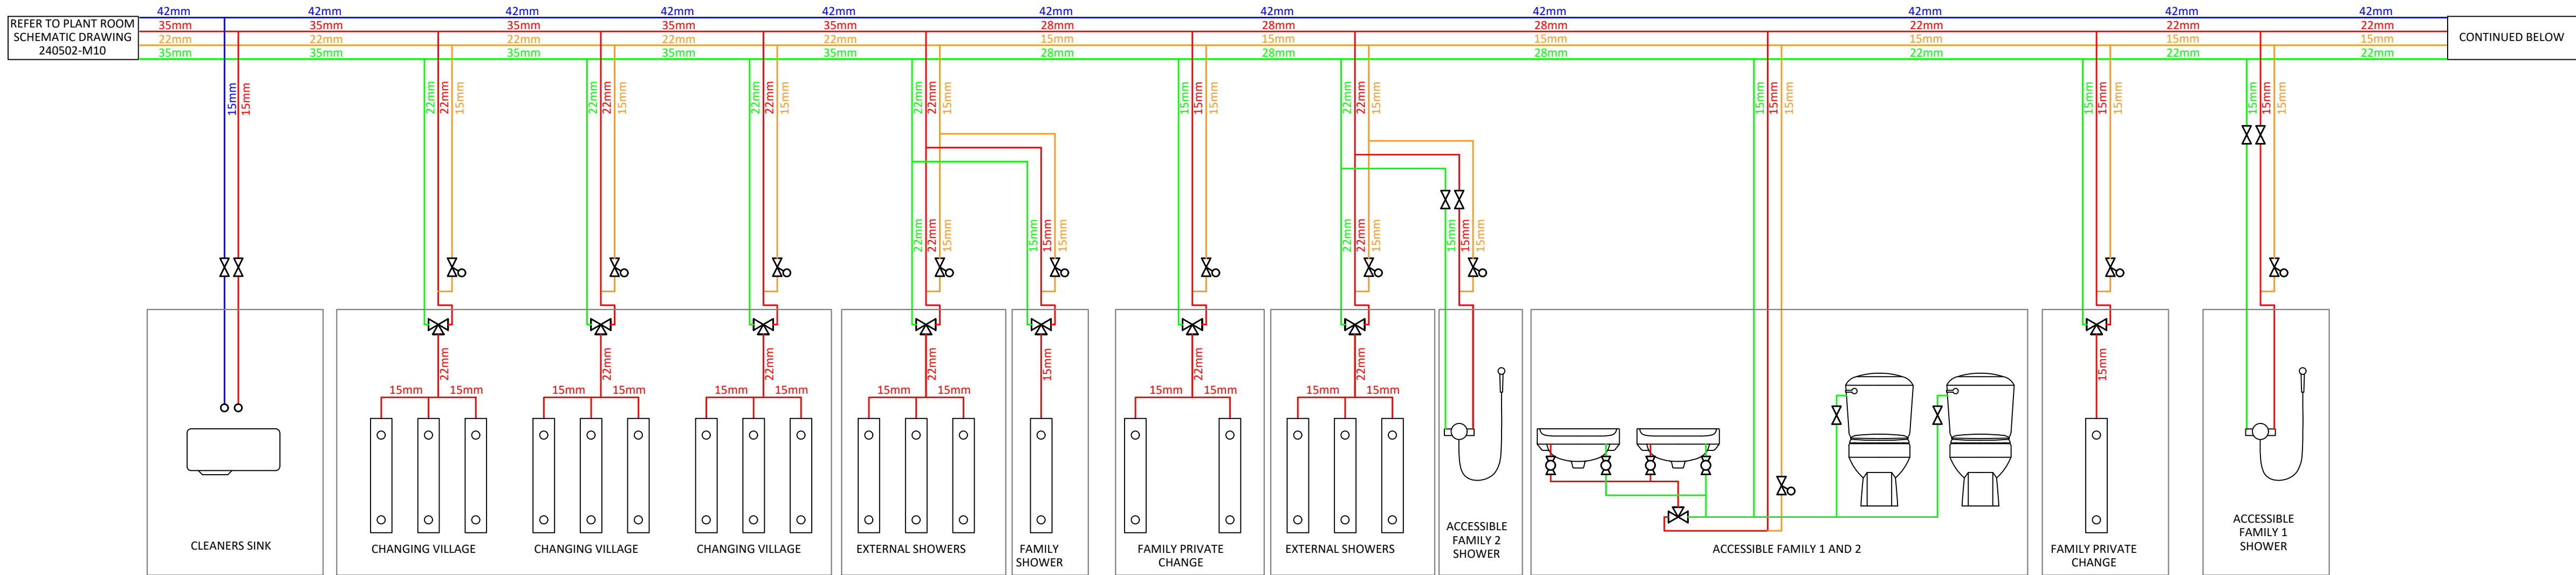 REFER TO PLANT ROOM
SCHEMATIC DRAWING
240502-M10
42mm 42mm 42mm 42mm 42mm 42mm 42mm 42mm 42mm 42mm 42mm
35mm 35mm 35mm 35mm 35mm 28mm 28mm 28mm 22mm 22mm 22mm
22mm 22mm 22mm 22mm 22mm 15mm 15mm 15mm 15mm 15mm 15mm
35mm 35mm 35mm 35mm 35mm 28mm 28mm 28mm 22mm 22mm 22mm
CONTINUED BELOW
15mm 15mm
22mm 22mm 15mm
22mm 22mm 15mm
22mm 22mm 15mm
22mm 22mm 15mm
15mm 15mm 15mm
22mm 22mm 15mm
15mm 15mm 15mm
15mm 15mm 15mm
15mm 15mm 15mm
22mm 22mm 15mm
15mm 15mm 15mm
22mm 22mm 15mm
15mm 15mm 15mm
22mm
22mm
22mm
22mm
15mm
22mm
22mm
15mm
15mm 15mm
15mm 15mm
15mm 15mm
15mm 15mm
15mm 15mm
15mm 15mm
CLEANERS SINK
CHANGING VILLAGE
CHANGING VILLAGE
CHANGING VILLAGE
EXTERNAL SHOWERS
FAMILY
SHOWER
FAMILY PRIVATE
CHANGE
EXTERNAL SHOWERS
ACCESSIBLE
FAMILY 2
SHOWER
ACCESSIBLE FAMILY 1 AND 2
FAMILY PRIVATE
CHANGE
ACCESSIBLE
FAMILY 1
SHOWER